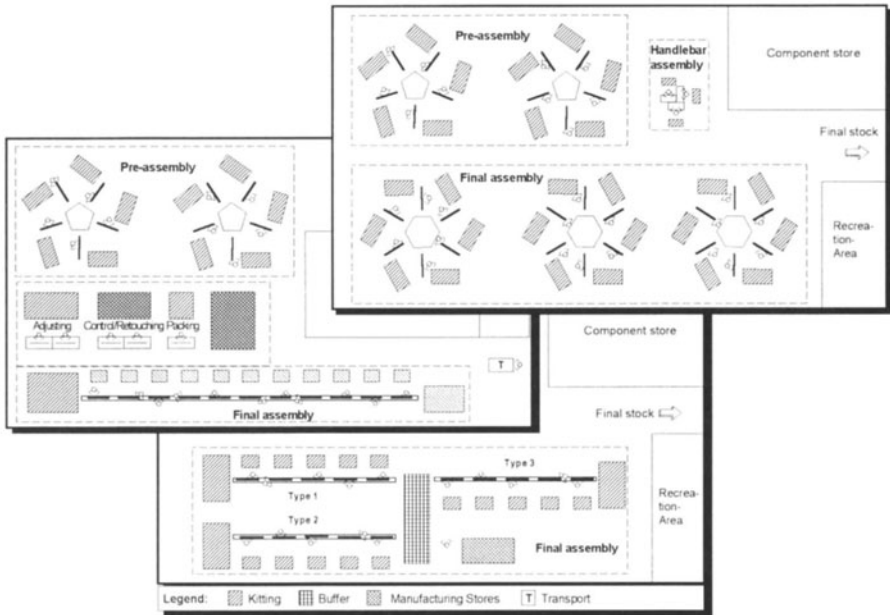 Pre-assembly
Handlebar
assembly
Component store
Final stock
Final assembly
Recrea-
tion-
Area
Pre-assembly
Adjusting
Control/Retouching
Packing
T
Final assembly
Component store
Final stock
Type 3
Type 1
Type 2
Recrea-
tion-
Area
Final assembly
Legend: Kitting Buffer Manufacturing Stores T Transport